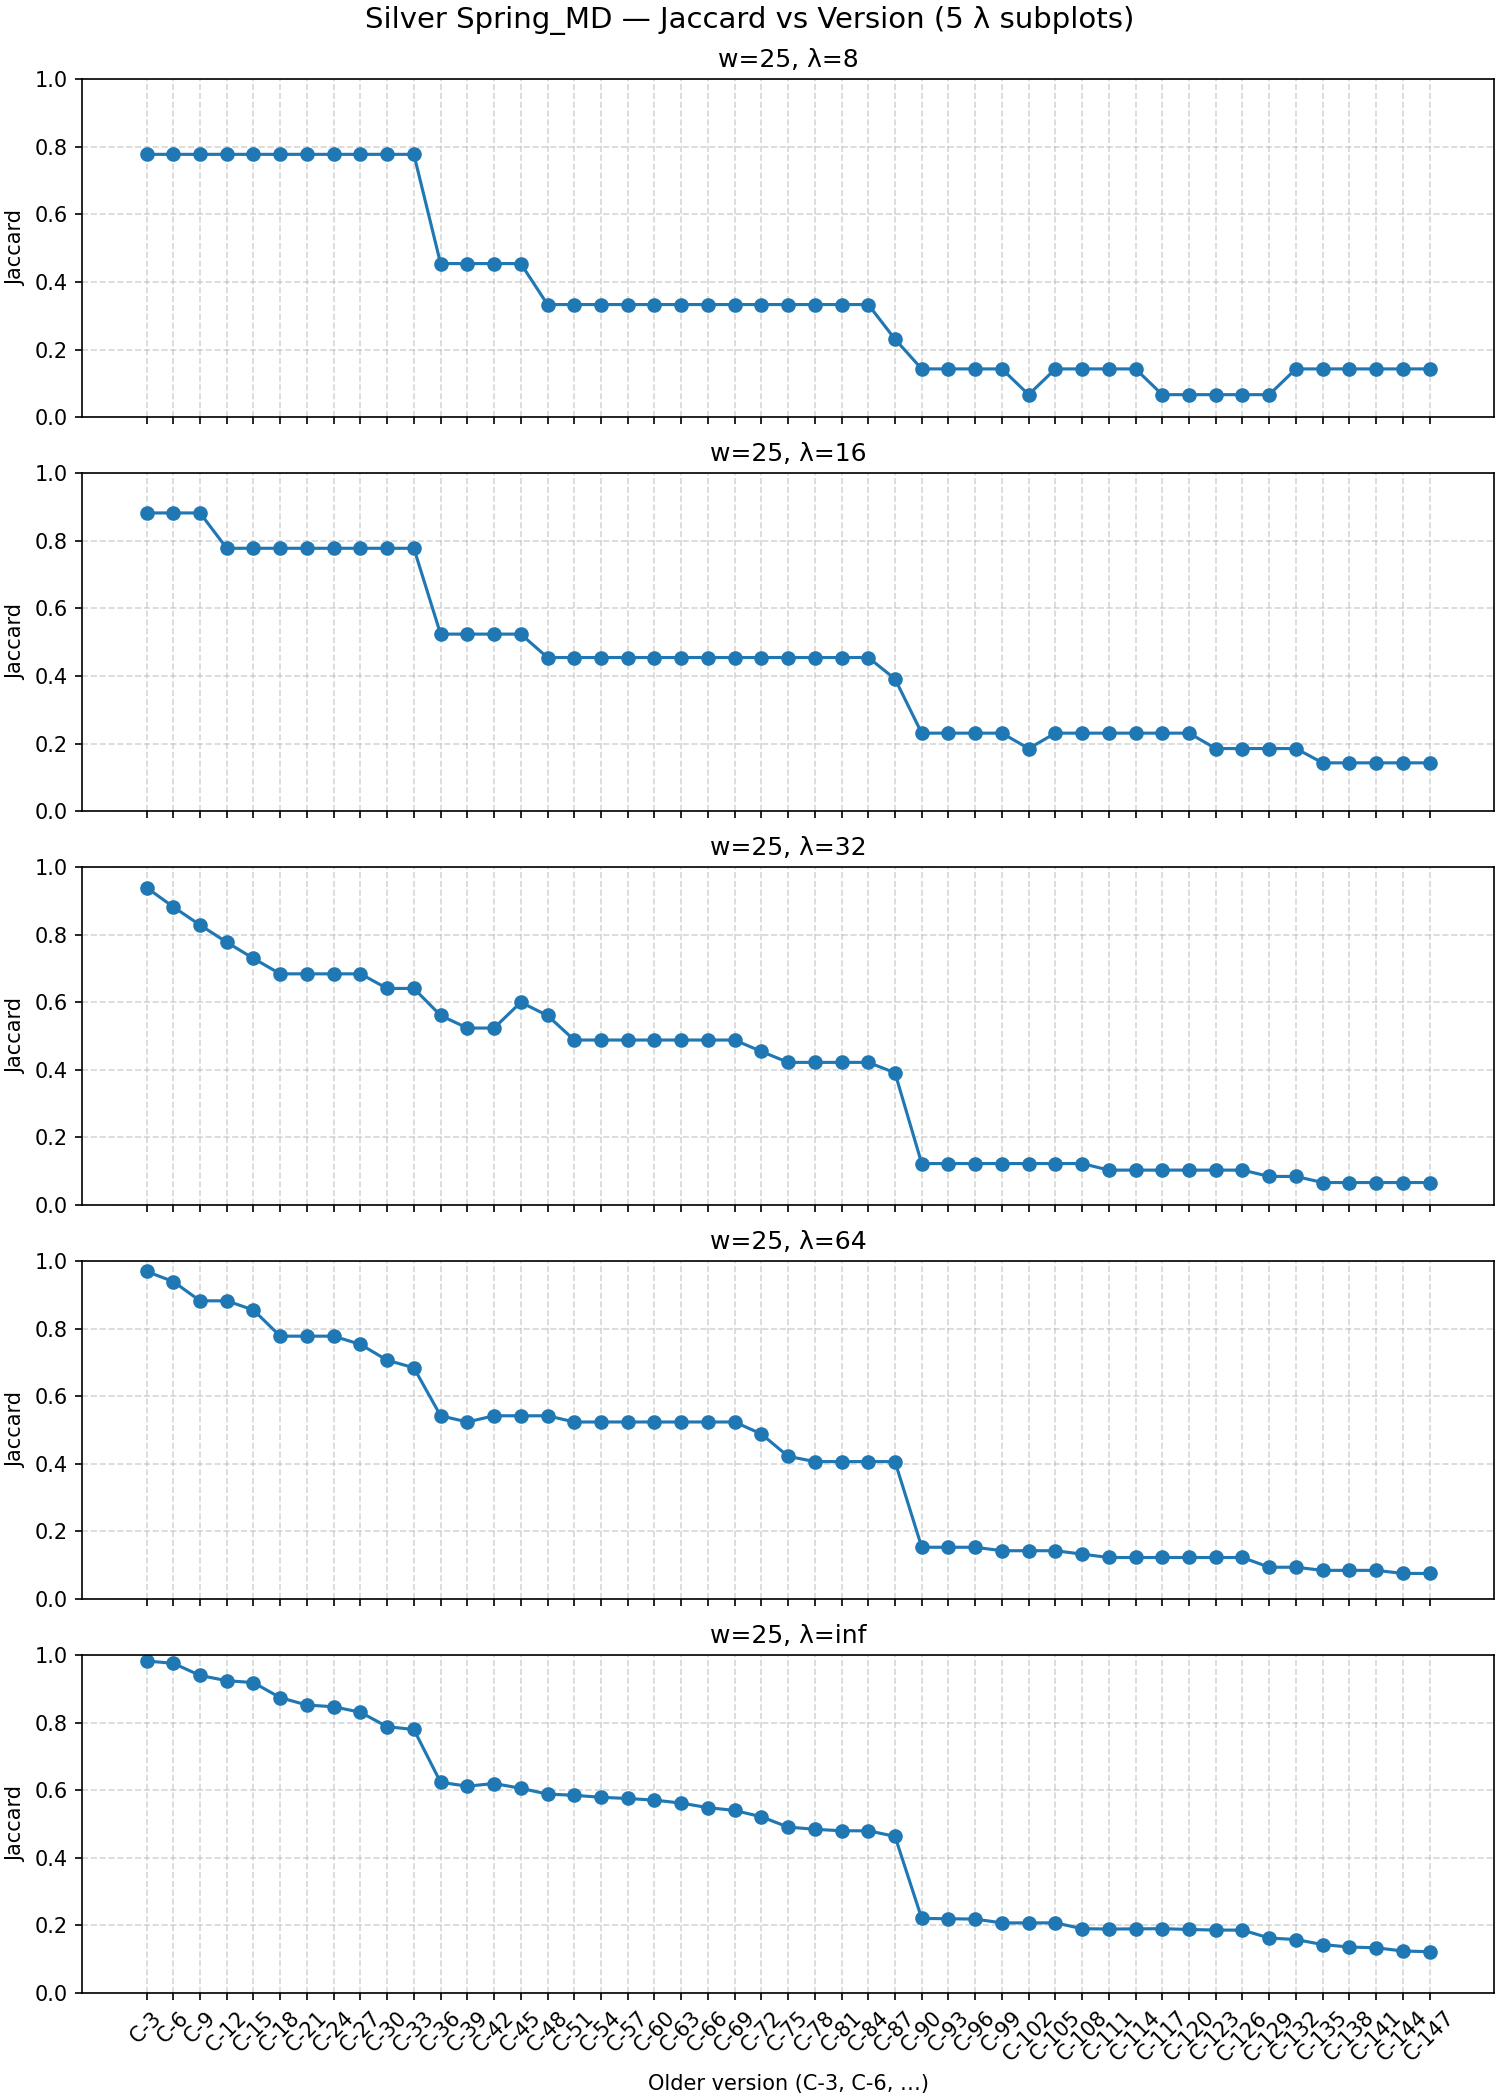 Silver Spring_MD — Jaccard vs Version (5 λ subplots)
w=25, λ=8
1.0
0.8
0.6
0.4
0.2
0.0
Jaccard
w=25, λ=16
1.0
0.8
0.6
0.4
0.2
0.0
Jaccard
w=25, λ=32
1.0
0.8
0.6
0.4
0.2
0.0
Jaccard
w=25, λ=64
1.0
0.8
0.6
0.4
0.2
0.0
Jaccard
w=25, λ=inf
1.0
0.8
0.6
0.4
0.2
0.0
Jaccard
C-3 C-6 C-9 C-12 C-15 C-18 C-21 C-24 C-27 C-30 C-33 C-36 C-39 C-42 C-45 C-48 C-51 C-54 C-57 C-60 C-63 C-66 C-69 C-72 C-75 C-78 C-81 C-84 C-87 C-90 C-93 C-96 C-99 C-102 C-105 C-108 C-111 C-114 C-117 C-120 C-123 C-126 C-129 C-132 C-135 C-138 C-141 C-144 C-147
Older version (C-3, C-6, ...)